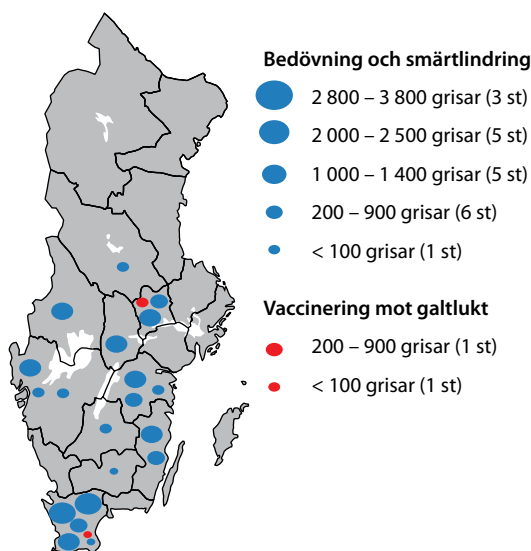 Bedövning och smärtlindring
2 800 – 3 800 grisar (3 st)
2 000 – 2 500 grisar (5 st)
1 000 – 1 400 grisar (5 st)
200 – 900 grisar (6 st)
< 100 grisar (1 st)
Vaccinering mot galtlukt
200 – 900 grisar (1 st)
< 100 grisar (1 st)